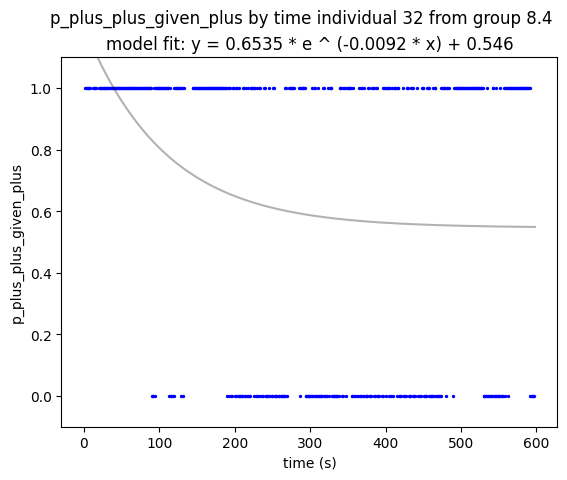 p_plus_plus_given_plus by time individual 32 from group 8.4
model fit: y = 0.6535 * e ^ (-0.0092 * x) + 0.546
1.0
0.8
0.6
0.4
0.2
0.0
p_plus_plus_given_plus
0 100 200 300 400 500 600
time (s)